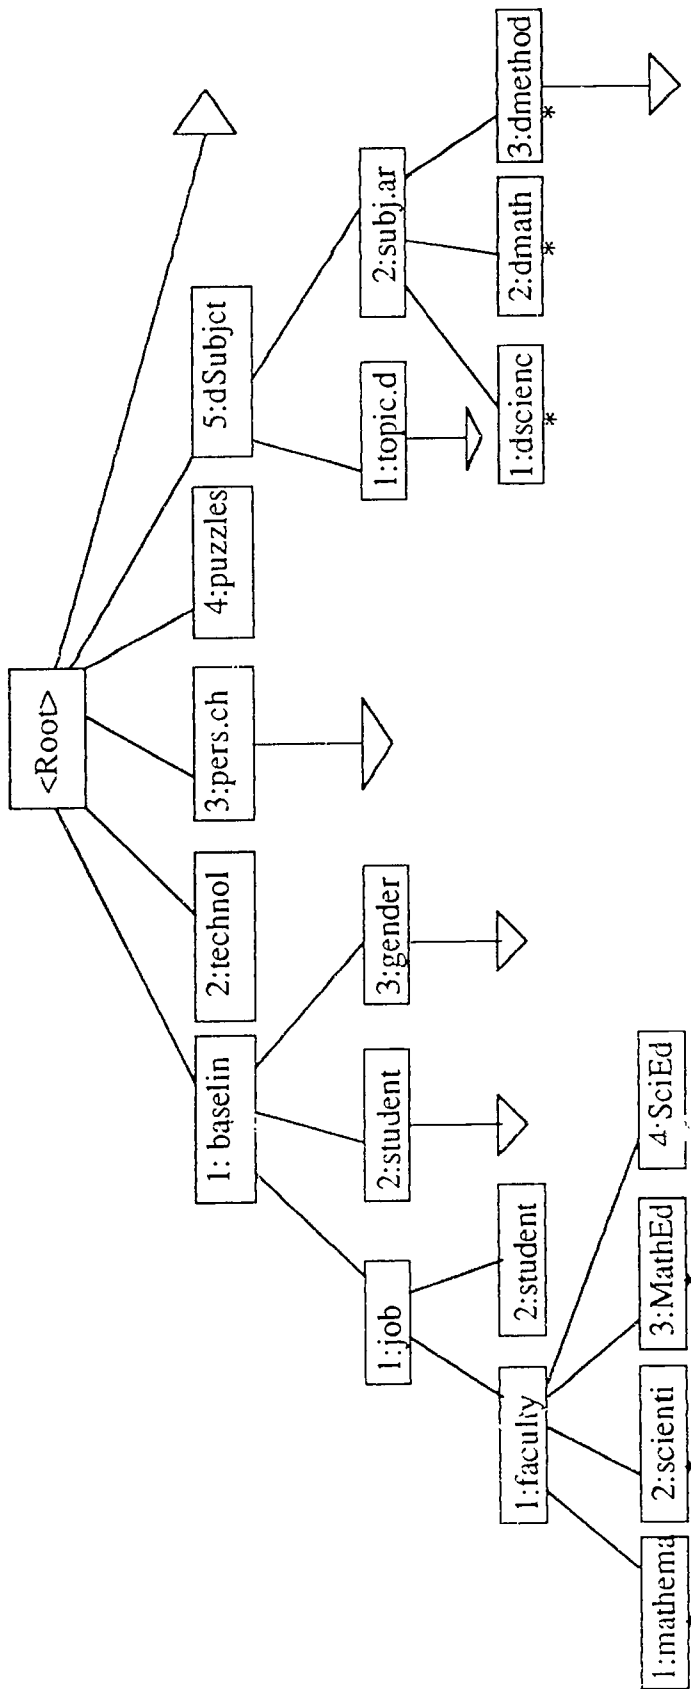 <Root>
1: baselin
2:technol
3:pers.ch
4:puzzles
5:dSubjct
1:job
2:student
3:gender
1:topic.d
2:subj.ar
1:faculty
2:student
1:dscienc
*
2:dmath
*
3:dmethod
*
1:mathema
2:scienti
3:MathEd
4:SciEd